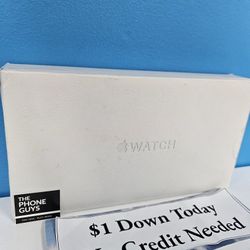 WATCH
THE
PHONE
GUYS
$1 Down Today
Credit Needed